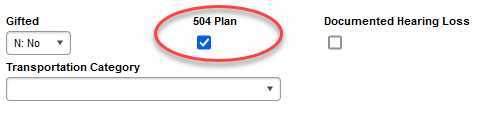 Gifted 504 Plan Documented Hearing Loss
N: No
Transportation Category